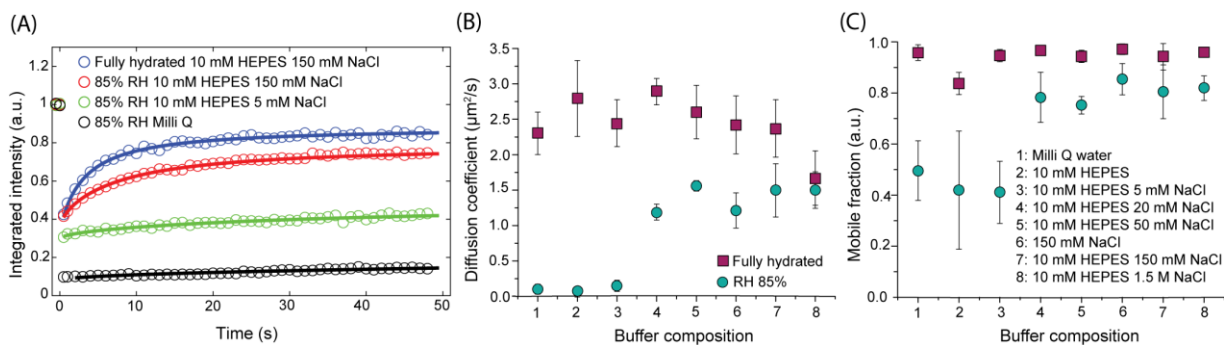 (A)
Integrated intensity (a.u.)
1.2
1
0.8
0.6
0.4
0.2
0
Fully hydrated 10 mM HEPES 150 mM NaCl
85% RH 10 mM HEPES 150 mM NaCl
85% RH 10 mM HEPES 5 mM NaCl
85% RH Milli Q
0 10 20 30 40 50
Time (s)
(B)
Diffusion coefficient (μm²/s)
3.5
3.0
2.5
2.0
1.5
1.0
0.5
0.0
Fully hydrated
RH 85%
1 2 3 4 5 6 7 8
Buffer composition
(C)
Mobile fraction (a.u.)
1.0
0.8
0.6
0.4
0.2
0.0
1: Milli Q water
2: 10 mM HEPES
3: 10 mM HEPES 5 mM NaCl
4: 10 mM HEPES 20 mM NaCl
5: 10 mM HEPES 50 mM NaCl
6: 150 mM NaCl
7: 10 mM HEPES 150 mM NaCl
8: 10 mM HEPES 1.5 M NaCl
1 2 3 4 5 6 7 8
Buffer composition